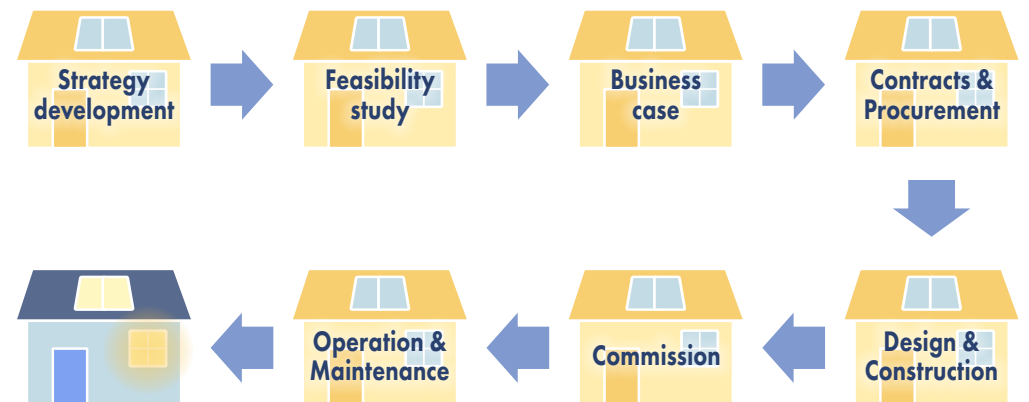 Strategy
development
Feasibility
study
Business
case
Contracts &
Procurement
Operation &
Maintenance
Commission
Design &
Construction